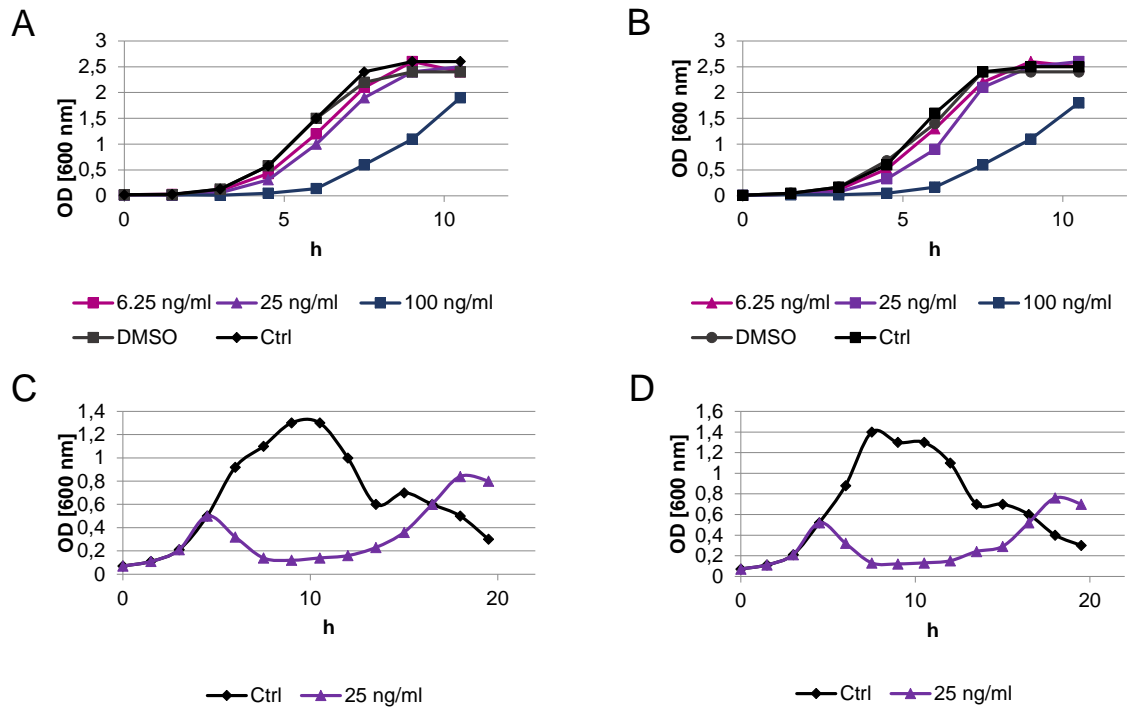 A
OD [600 nm]
3
2,5
2
1,5
1
0,5
0
0 5 10
h
6.25 ng/ml 25 ng/ml 100 ng/ml
DMSO Ctrl
B
OD [600 nm]
3
2,5
2
1,5
1
0,5
0
0 5 10
h
6.25 ng/ml 25 ng/ml 100 ng/ml
DMSO Ctrl
C
OD [600 nm]
1,4
1,2
1
0,8
0,6
0,4
0,2
0
0 10 20
h
Ctrl 25 ng/ml
D
OD [600 nm]
1,6
1,4
1,2
1
0,8
0,6
0,4
0,2
0
0 10 20
h
Ctrl 25 ng/ml